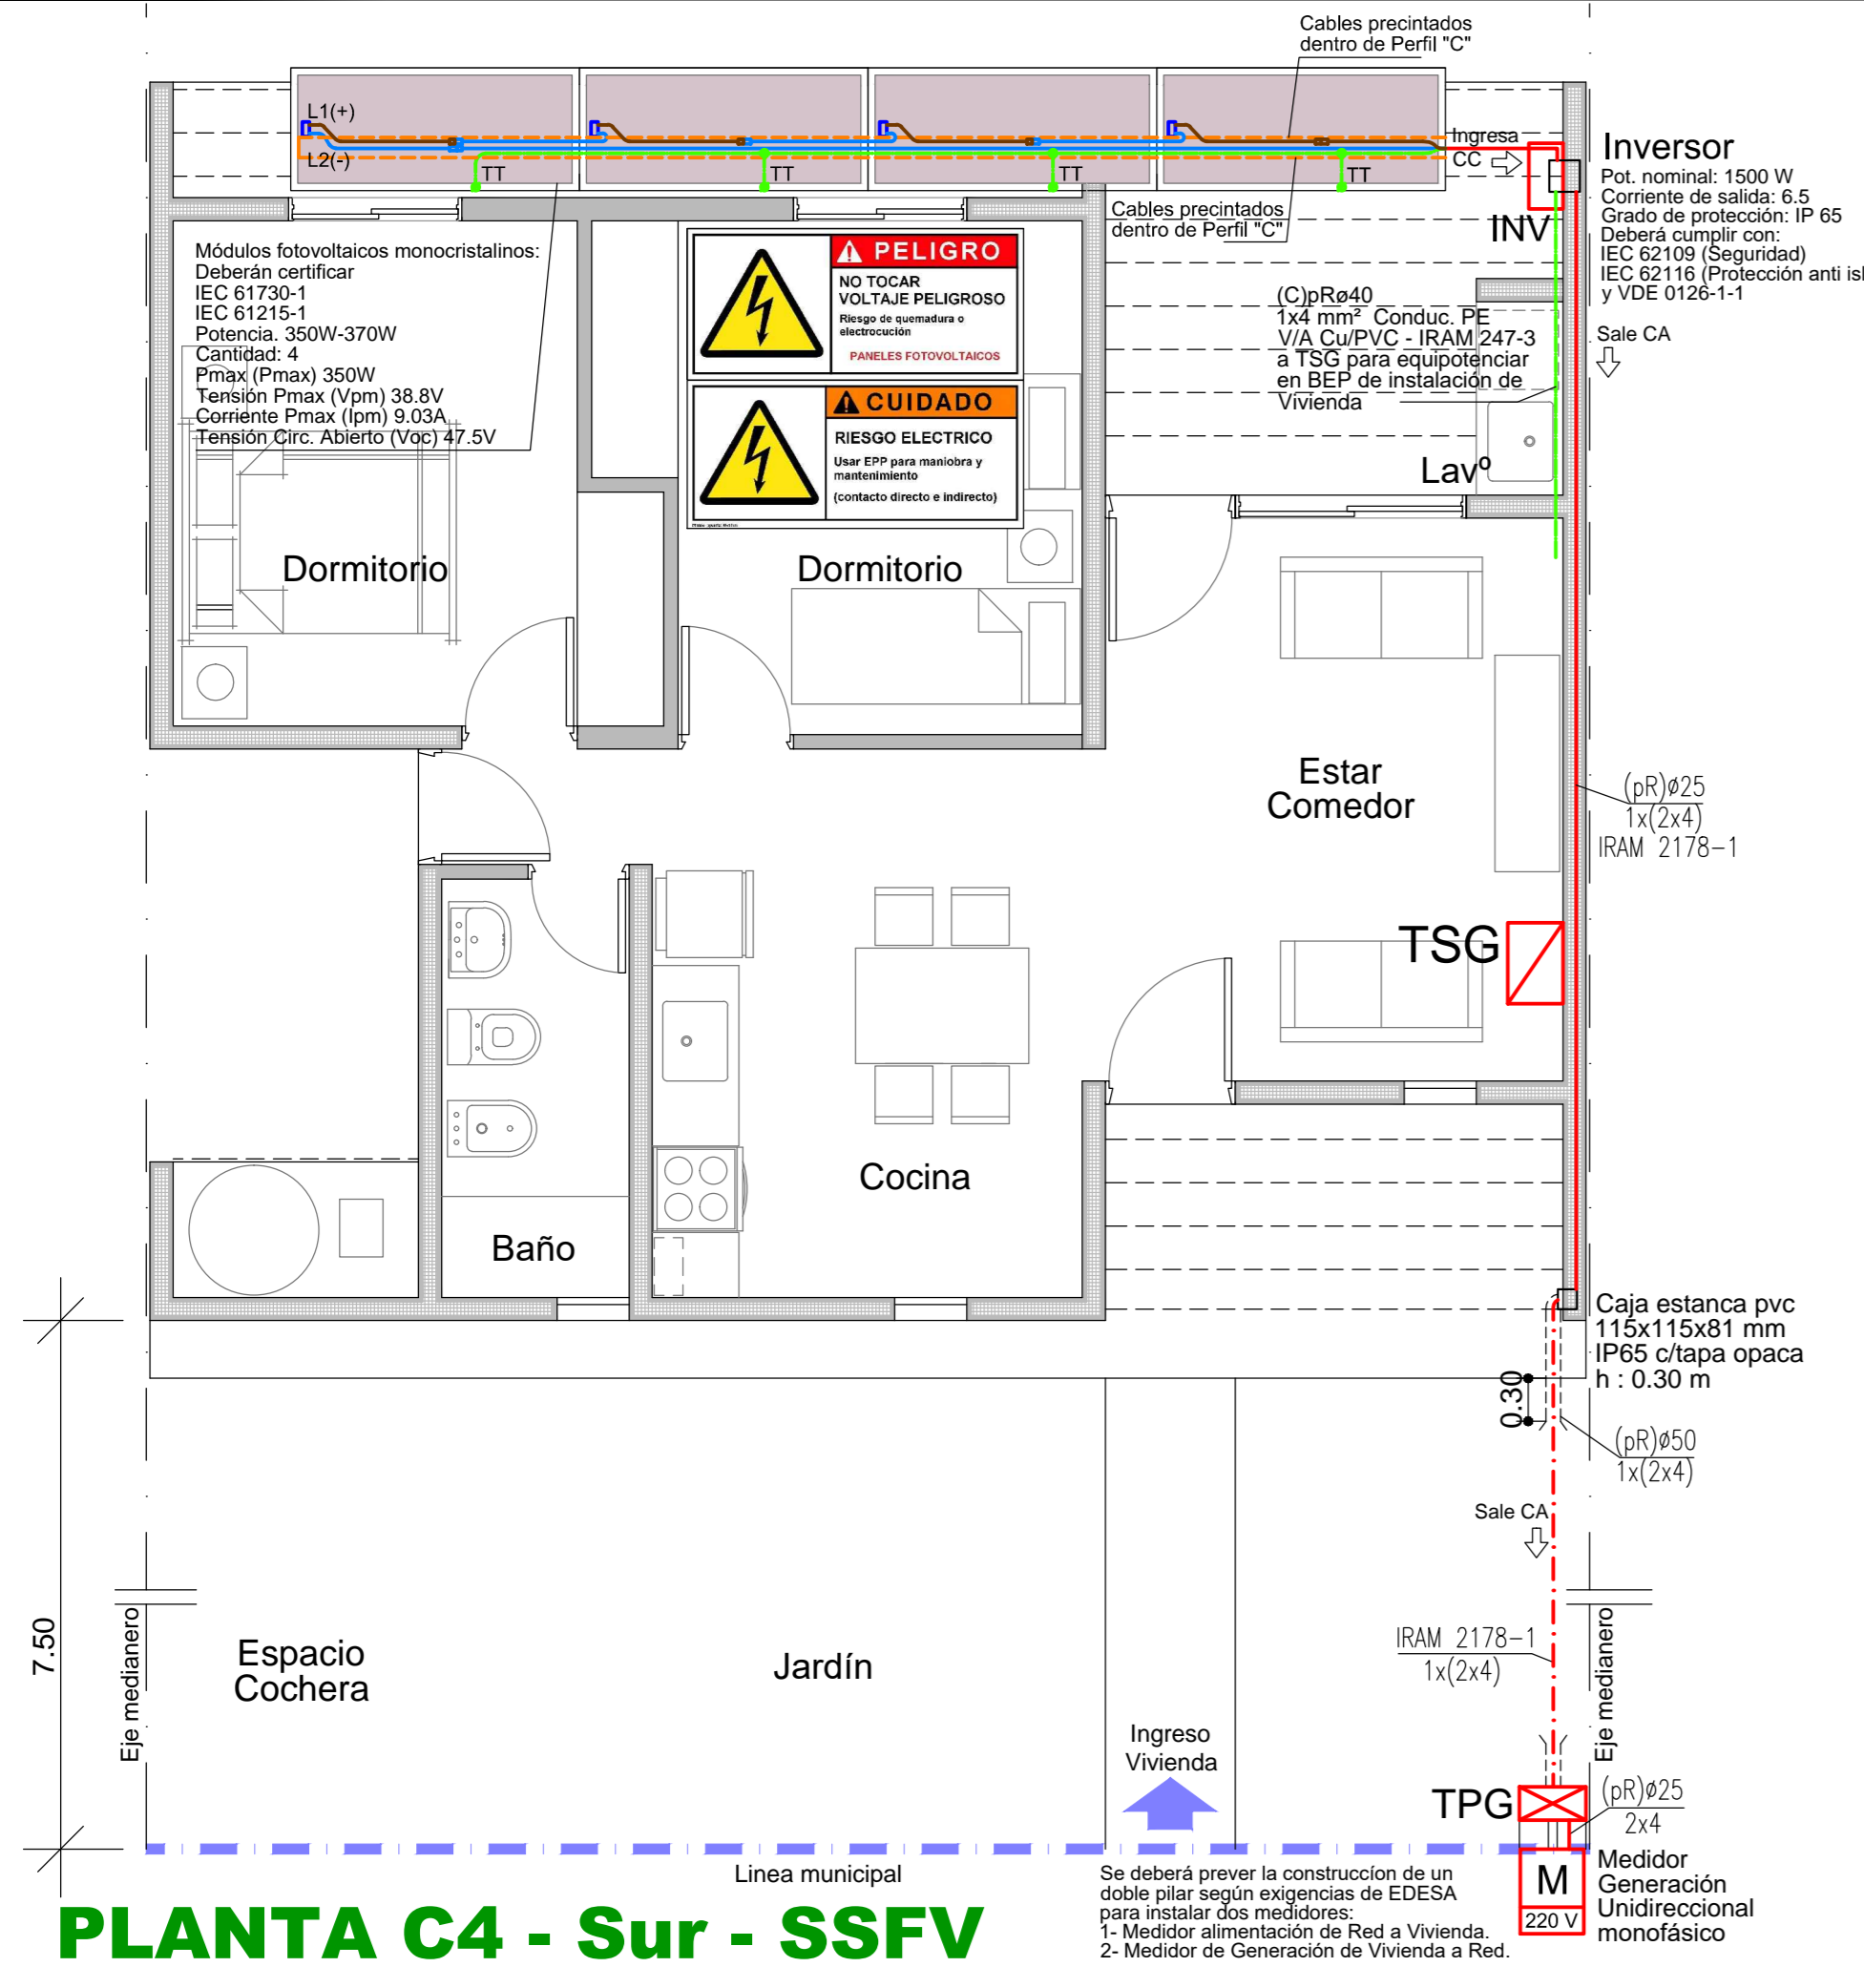 Cables precintados
dentro de Perfil "C"
L1(+)
L2(-)
TT
TT
TT
TT
Ingresa
CC
INV
Inversor
Pot. nominal: 1500 W
Corriente de salida: 6.5
Grado de protección: IP 65
Deberá cumplir con:
IEC 62109 (Seguridad)
IEC 62116 (Protección anti isl
y VDE 0126-1-1
Sale CA
Cables precintados
dentro de Perfil "C"
Módulos fotovoltaicos monocristalinos:
Deberán certificar
IEC 61730-1
IEC 61215-1
Potencia. 350W-370W
Cantidad: 4
Pmax (Pmax) 350W
Tensión Pmax (Vpm) 38.8V
Corriente Pmax (Ipm) 9.03A
Tensión Circ. Abierto (Voc) 47.5V
PELIGRO
NO TOCAR
VOLTAJE PELIGROSO
Riesgo de quemadura o
electrocución
PANELES FOTOVOLTAICOS
CUIDADO
RIESGO ELECTRICO
Usar EPP para maniobra y
mantenimiento
(contacto directo e indirecto)
(C)pRø40
1x4 mm² Conduc. PE
V/A Cu/PVC - IRAM 247-3
a TSG para equipotenciar
en BEP de instalación de
Vivienda
Lavº
Dormitorio
Dormitorio
Estar
Comedor
(pR)ø25
1x(2x4)
IRAM 2178-1
TSG
Cocina
Baño
Caja estanca pvc
115x115x81 mm
IP65 c/tapa opaca
h : 0.30 m
0.30
(pR)ø50
1x(2x4)
Sale CA
7.50
Eje medianero
Espacio
Cochera
Jardín
IRAM 2178-1
1x(2x4)
Eje medianero
Ingreso
Vivienda
TPG
(pR)ø25
2x4
Linea municipal
M
220 V
Medidor
Generación
Unidireccional
monofásico
Se deberá prever la construccíon de un
doble pilar según exigencias de EDESA
para instalar dos medidores:
1- Medidor alimentación de Red a Vivienda.
2- Medidor de Generación de Vivienda a Red.
PLANTA C4 - Sur - SSFV